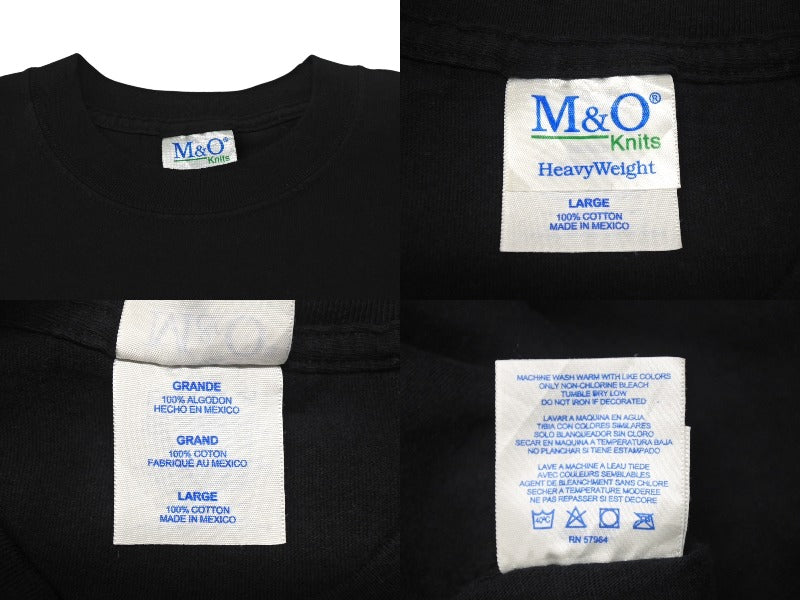 M&O®
Knits
M&O®
Knits
HeavyWeight
LARGE
100% COTTON
MADE IN MEXICO
M&O
GRANDE
100% ALGODON
HECHO EN MEXICO
GRAND
100% COTON
FABRIQUÉ AU MEXICO
LARGE
100% COTTON
MADE IN MEXICO
MACHINE WASH WARM WITH LIKE COLORS
ONLY NON-CHLORINE BLEACH
TUMBLE DRY LOW
DO NOT IRON IF DECORATED
LAVAR A MAQUINA EN AGUA
TIBIA CON COLORES SIMILARES
SOLO BLANQUEADOR SIN CLORO
SECAR EN MAQUINA A TEMPERATURA BAJA
NO PLANCHAR SI TIENE ESTAMPADO
LAVE A MACHINE A LEAU TIEDE
AVEC COULEURS SEMBLABLES
AGENT DE BLEANCHMENT SANS CHLORE
SECHER A TEMPERATURE MODEREE
NE PAS REPASSER SI EST DECORE
40°C
RN 57964